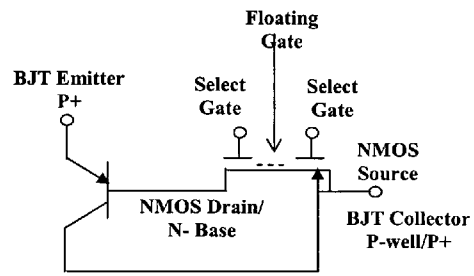 Floating
Gate
BJT Emitter
P+
Select
Gate
Select
Gate
NMOS
Source
NMOS Drain/
N- Base
BJT Collector
P-well/P+